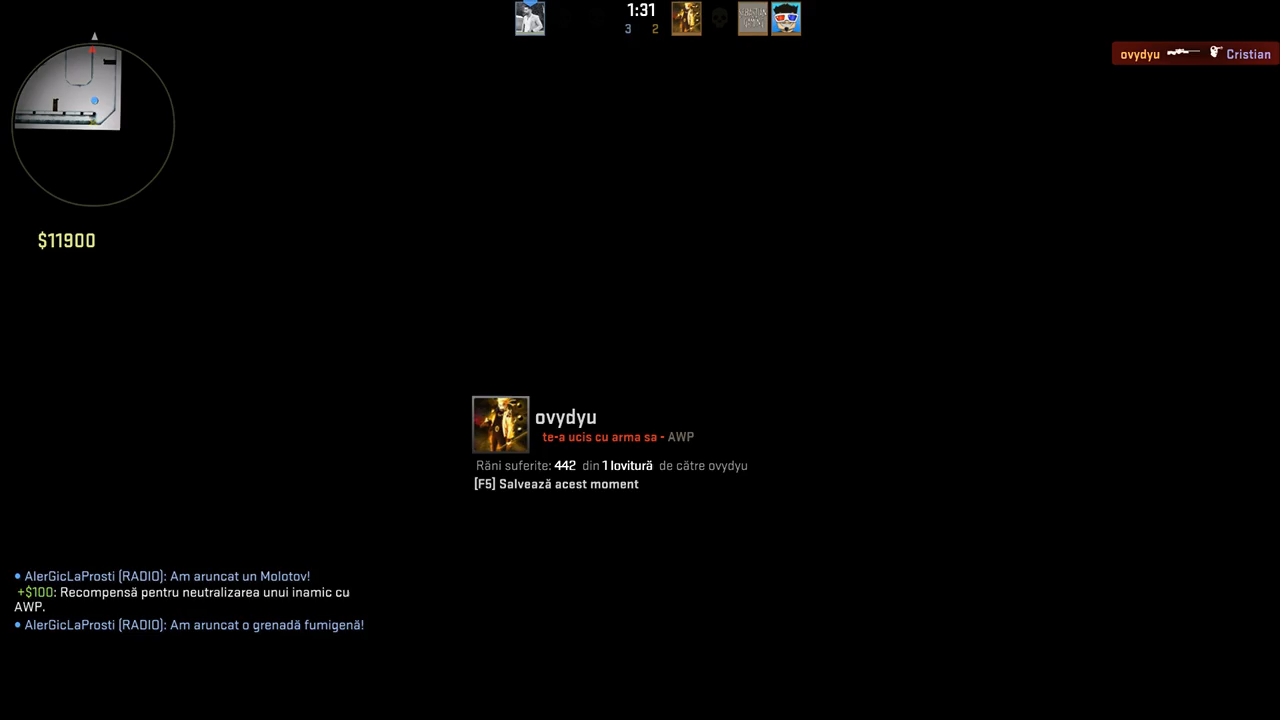 1:31
3 2
ovydyu Cristian
SEBASTIAN
GAMING
$11900
ovydyu
te-a ucis cu arma sa - AWP
Răni suferite: 442 din 1 lovitură de către ovydyu
[F5] Salvează acest moment
• AlerGicLaProsti (RADIO): Am aruncat un Molotov!
+$100: Recompensă pentru neutralizarea unui inamic cu
AWP.
• AlerGicLaProsti (RADIO): Am aruncat o grenadă fumigenă!